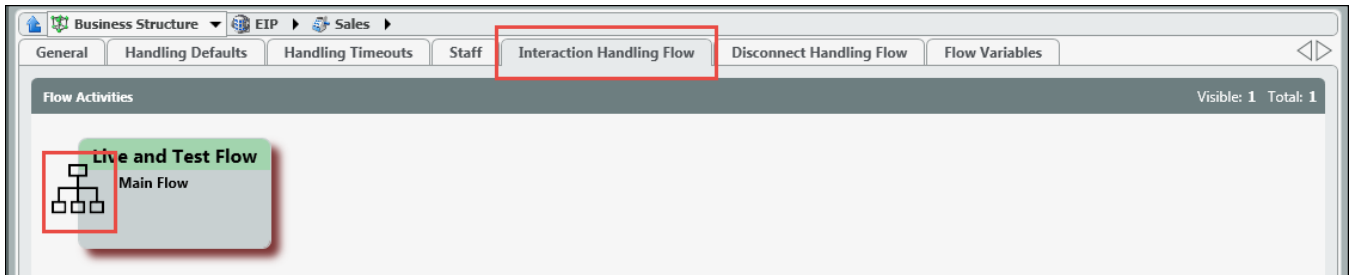 Business Structure EIP Sales
General Handling Defaults Handling Timeouts Staff Interaction Handling Flow Disconnect Handling Flow Flow Variables
Flow Activities Visible: 1 Total: 1
Live and Test Flow
Main Flow